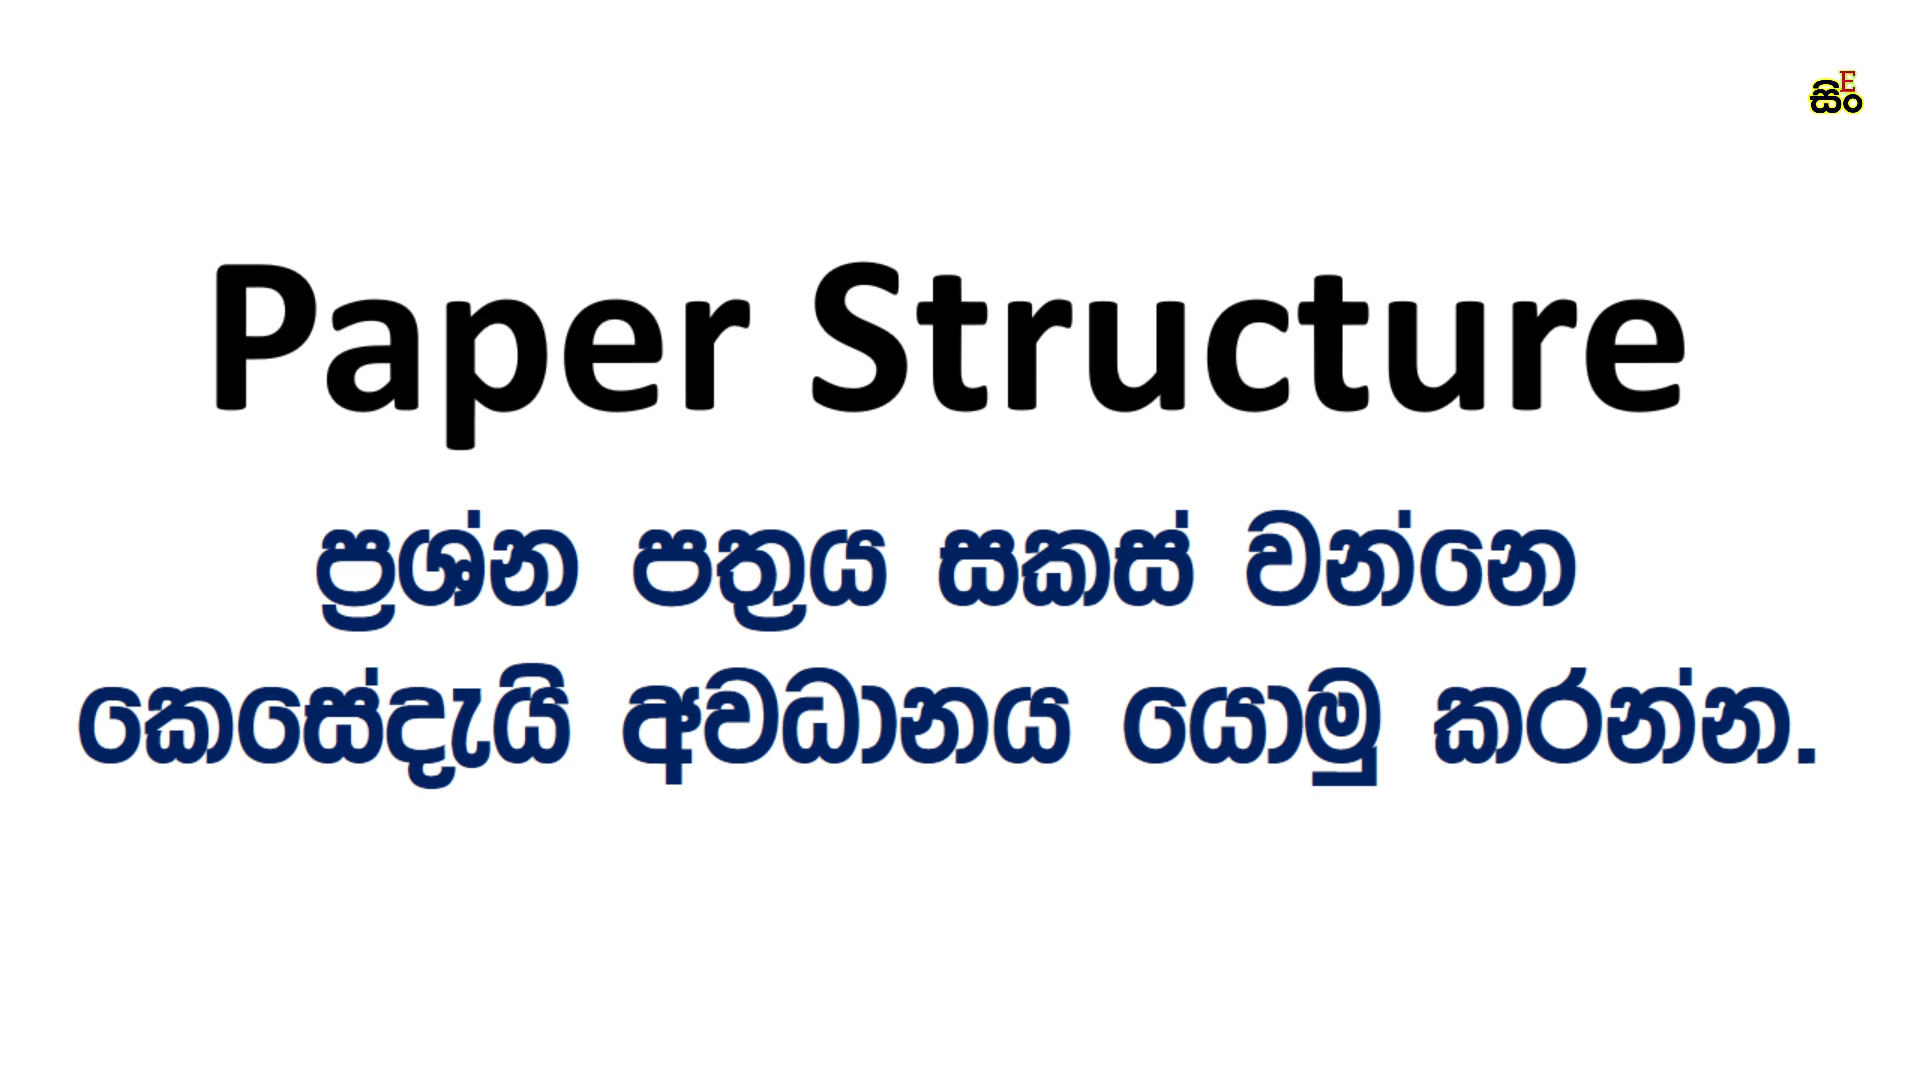 සිංE
Paper Structure
ප්‍රශ්න පත්‍රය සකස් වන්නෙ
කෙසේදැයි අවධානය යොමු කරන්න.